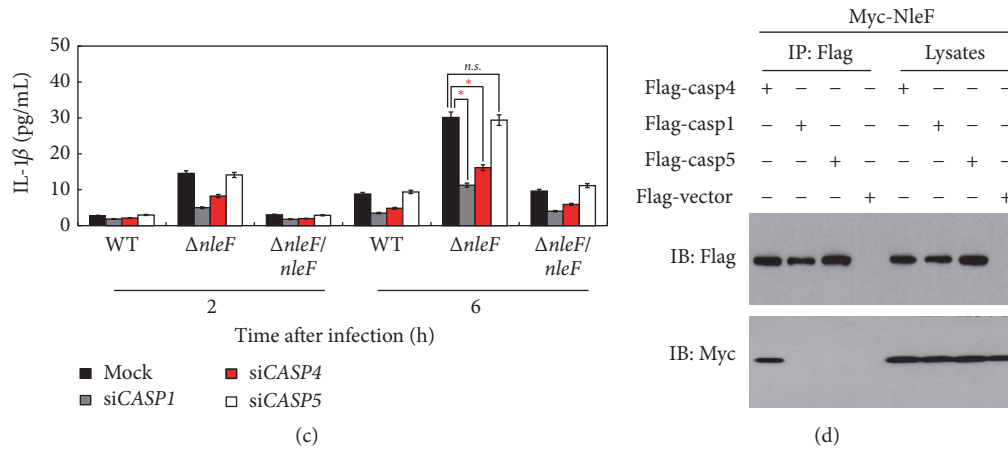 50
40
30
20
10
0
IL-1β (pg/mL)
n.s.
*
*
WT
ΔnleF
ΔnleF/
nleF
WT
ΔnleF
ΔnleF/
nleF
2
6
Time after infection (h)
Mock
siCASP1
siCASP4
siCASP5
(c)
Myc-NleF
IP: Flag Lysates
Flag-casp4 + − − − + − − −
Flag-casp1 − + − − − + − −
Flag-casp5 − − + − − − + −
Flag-vector − − − + − − − +
IB: Flag
IB: Myc
(d)